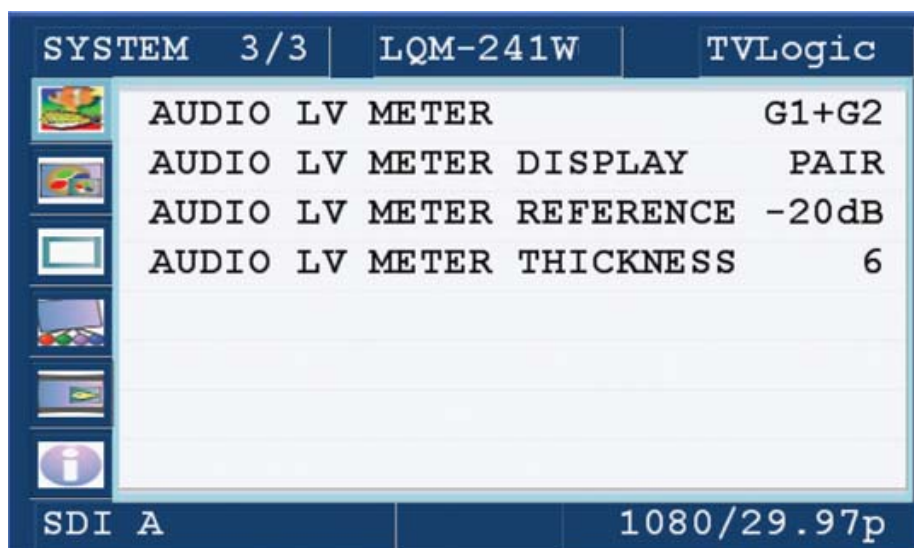 SYSTEM 3/3 LQM-241W TVLogic
AUDIO LV METER G1+G2
AUDIO LV METER DISPLAY PAIR
AUDIO LV METER REFERENCE -20dB
AUDIO LV METER THICKNESS 6
SDI A 1080/29.97p